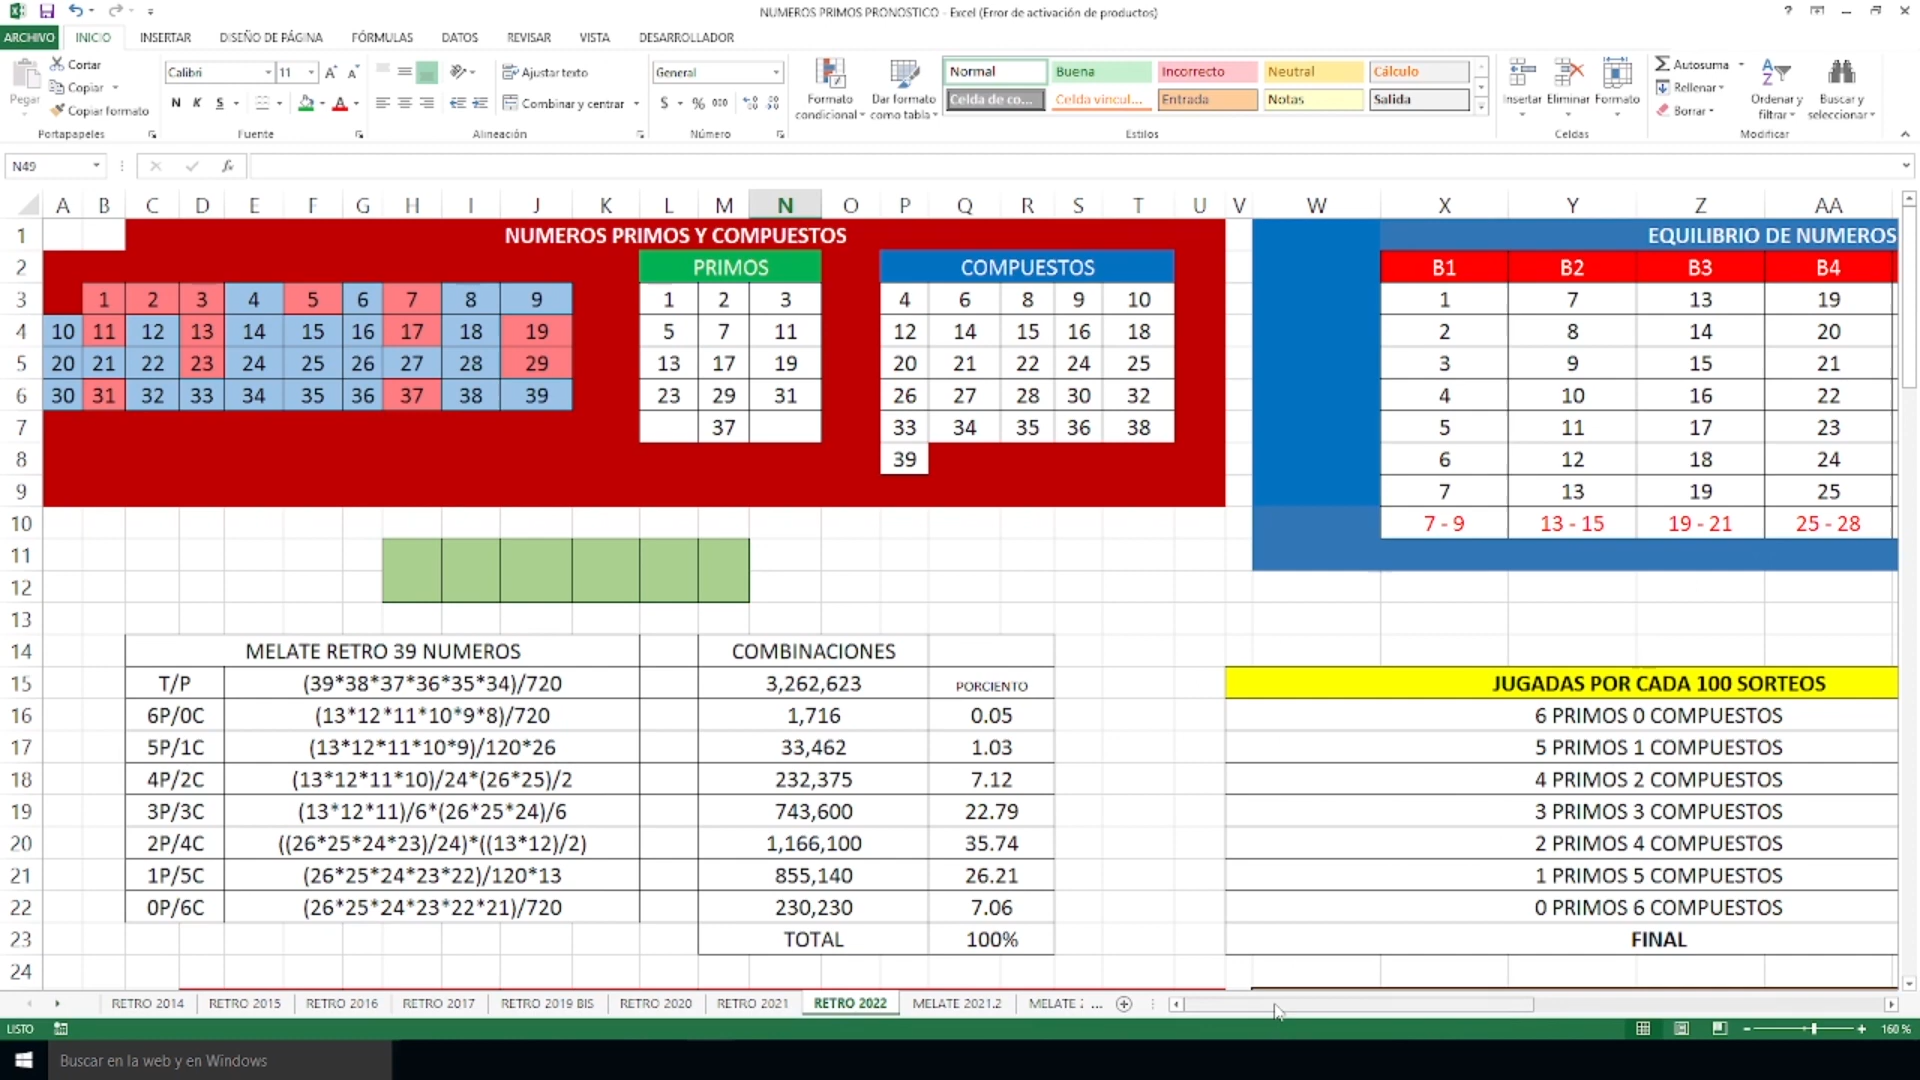 NUMEROS PRIMOS PRONOSTICO - Excel (Error de activación de productos)
ARCHIVO INICIO INSERTAR DISEÑO DE PÁGINA FÓRMULAS DATOS REVISAR VISTA DESARROLLADOR
Pegar
Cortar
Copiar
Copiar formato
Portapapeles
Calibri 11
N K S
Fuente
Ajustar texto
Combinar y centrar
Alineación
General
$ % 000
Número
Formato condicional
Dar formato como tabla
Normal Buena Incorrecto Neutral Cálculo
Celda de co... Celda vincul... Entrada Notas Salida
Estilos
Insertar Eliminar Formato
Celdas
Autosuma
Rellenar
Borrar
Ordenar y filtrar
Buscar y seleccionar
Modificar
N49
A B C D E F G H I J K L M N O P Q R S T U V W X Y Z AA
1 NUMEROS PRIMOS Y COMPUESTOS EQUILIBRIO DE NUMEROS
2 PRIMOS COMPUESTOS B1 B2 B3 B4
3 1 2 3 4 5 6 7 8 9 1 2 3 4 6 8 9 10 1 7 13 19
4 10 11 12 13 14 15 16 17 18 19 5 7 11 12 14 15 16 18 2 8 14 20
5 20 21 22 23 24 25 26 27 28 29 13 17 19 20 21 22 24 25 3 9 15 21
6 30 31 32 33 34 35 36 37 38 39 23 29 31 26 27 28 30 32 4 10 16 22
7 37 33 34 35 36 38 5 11 17 23
8 39 6 12 18 24
9 7 13 19 25
10 7 - 9 13 - 15 19 - 21 25 - 28
11
12
13
14 MELATE RETRO 39 NUMEROS COMBINACIONES
15 T/P (39*38*37*36*35*34)/720 3,262,623 PORCIENTO JUGADAS POR CADA 100 SORTEOS
16 6P/0C (13*12*11*10*9*8)/720 1,716 0.05 6 PRIMOS 0 COMPUESTOS
17 5P/1C (13*12*11*10*9)/120*26 33,462 1.03 5 PRIMOS 1 COMPUESTOS
18 4P/2C (13*12*11*10)/24*(26*25)/2 232,375 7.12 4 PRIMOS 2 COMPUESTOS
19 3P/3C (13*12*11)/6*(26*25*24)/6 743,600 22.79 3 PRIMOS 3 COMPUESTOS
20 2P/4C ((26*25*24*23)/24)*((13*12)/2) 1,166,100 35.74 2 PRIMOS 4 COMPUESTOS
21 1P/5C (26*25*24*23*22)/120*13 855,140 26.21 1 PRIMOS 5 COMPUESTOS
22 0P/6C (26*25*24*23*22*21)/720 230,230 7.06 0 PRIMOS 6 COMPUESTOS
23 TOTAL 100% FINAL
24
RETRO 2014 RETRO 2015 RETRO 2016 RETRO 2017 RETRO 2019 BIS RETRO 2020 RETRO 2021 RETRO 2022 MELATE 2021.2 MELATE 2 ...
LISTO 160 %
Buscar en la web y en Windows